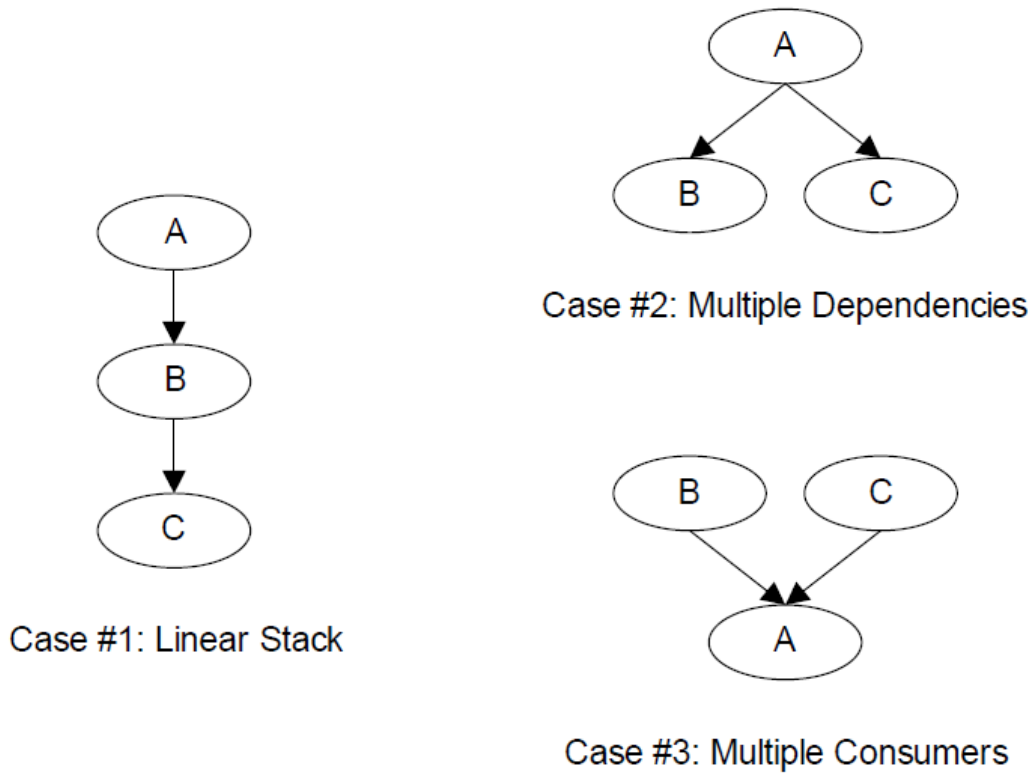 A
B
C
Case #1: Linear Stack
A
B C
Case #2: Multiple Dependencies
B C
A
Case #3: Multiple Consumers